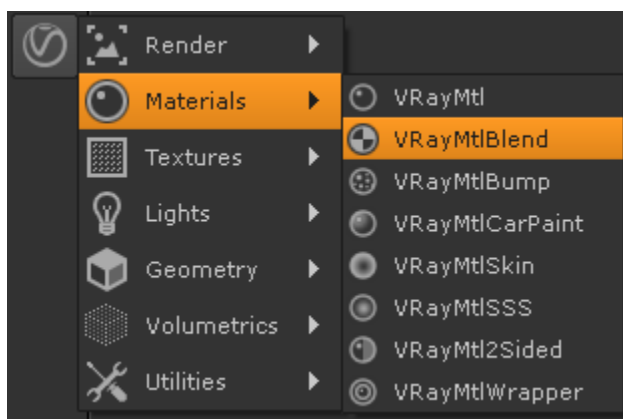 Render
Materials
Textures
Lights
Geometry
Volumetrics
Utilities
VRayMtl
VRayMtlBlend
VRayMtlBump
VRayMtlCarPaint
VRayMtlSkin
VRayMtlSSS
VRayMtl2Sided
VRayMtlWrapper